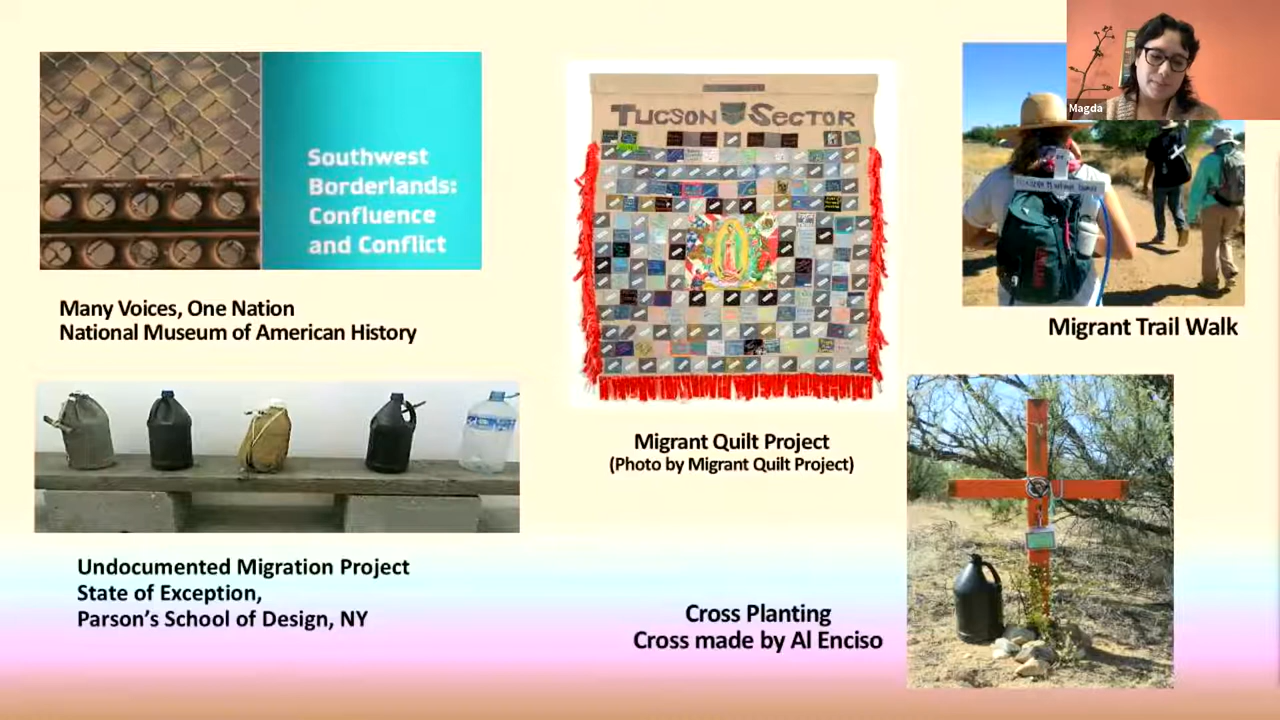 Southwest
Borderlands:
Confluence
and Conflict
Many Voices, One Nation
National Museum of American History
Undocumented Migration Project
State of Exception,
Parson's School of Design, NY
TUCSON SECTOR
Migrant Quilt Project
(Photo by Migrant Quilt Project)
Cross Planting
Cross made by Al Enciso
Magda
Migrant Trail Walk